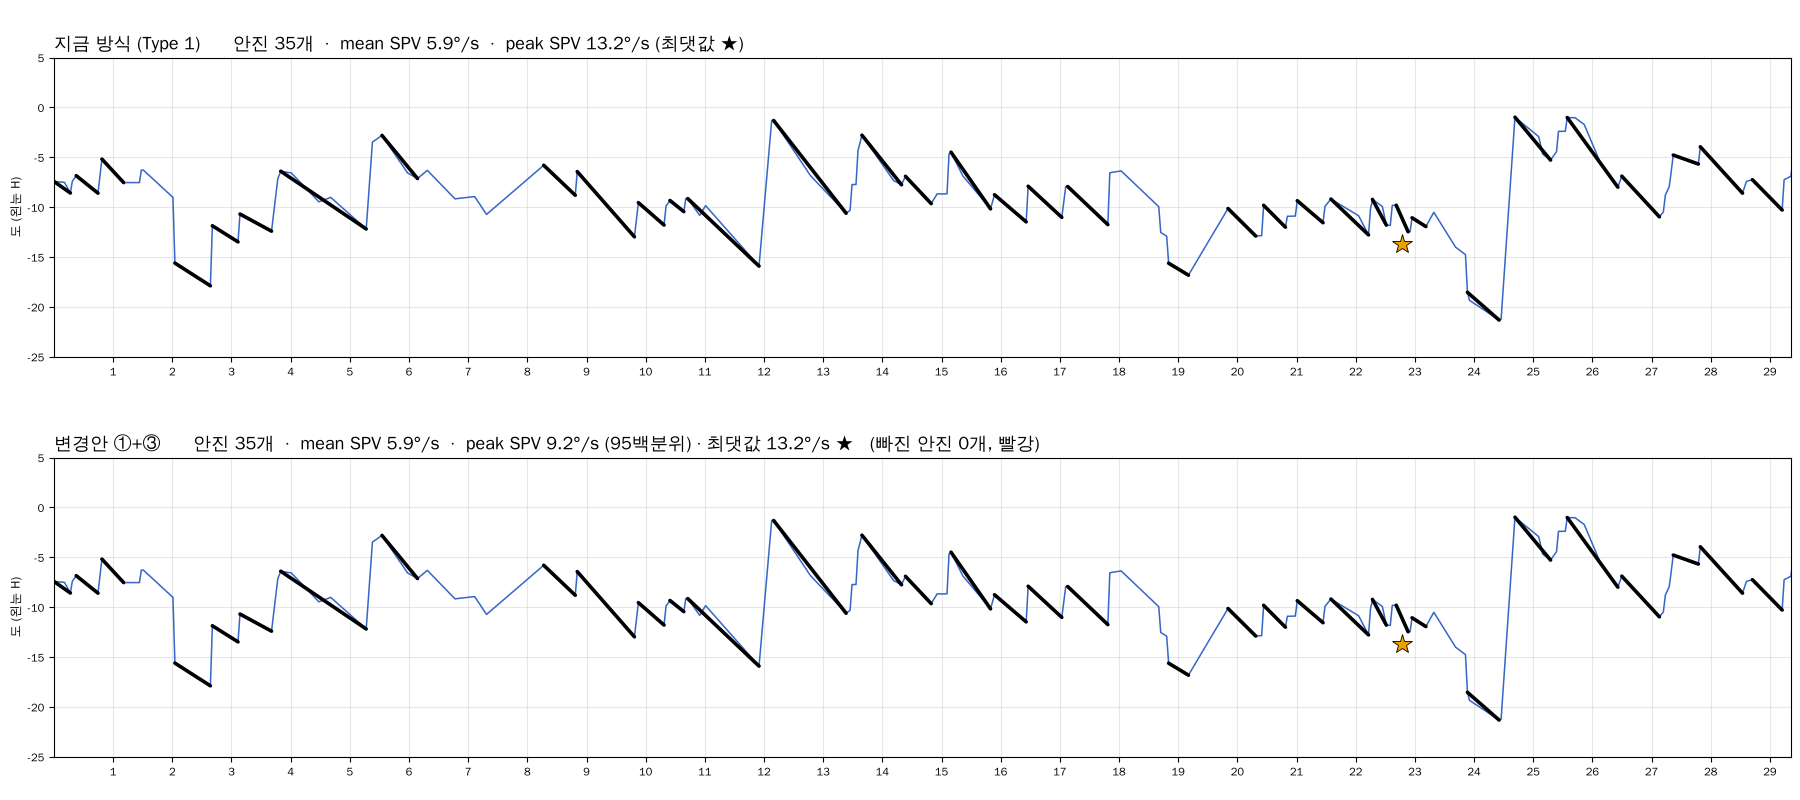 지금 방식 (Type 1)   안진 35개 · mean SPV 5.9°/s · peak SPV 13.2°/s (최댓값 ★)
5
0
-5
-10
-15
-20
-25
도 (왼눈 H)
1 2 3 4 5 6 7 8 9 10 11 12 13 14 15 16 17 18 19 20 21 22 23 24 25 26 27 28 29
변경안 ①+③   안진 35개 · mean SPV 5.9°/s · peak SPV 9.2°/s (95백분위) · 최댓값 13.2°/s ★ (빠진 안진 0개, 빨강)
5
0
-5
-10
-15
-20
-25
도 (왼눈 H)
1 2 3 4 5 6 7 8 9 10 11 12 13 14 15 16 17 18 19 20 21 22 23 24 25 26 27 28 29